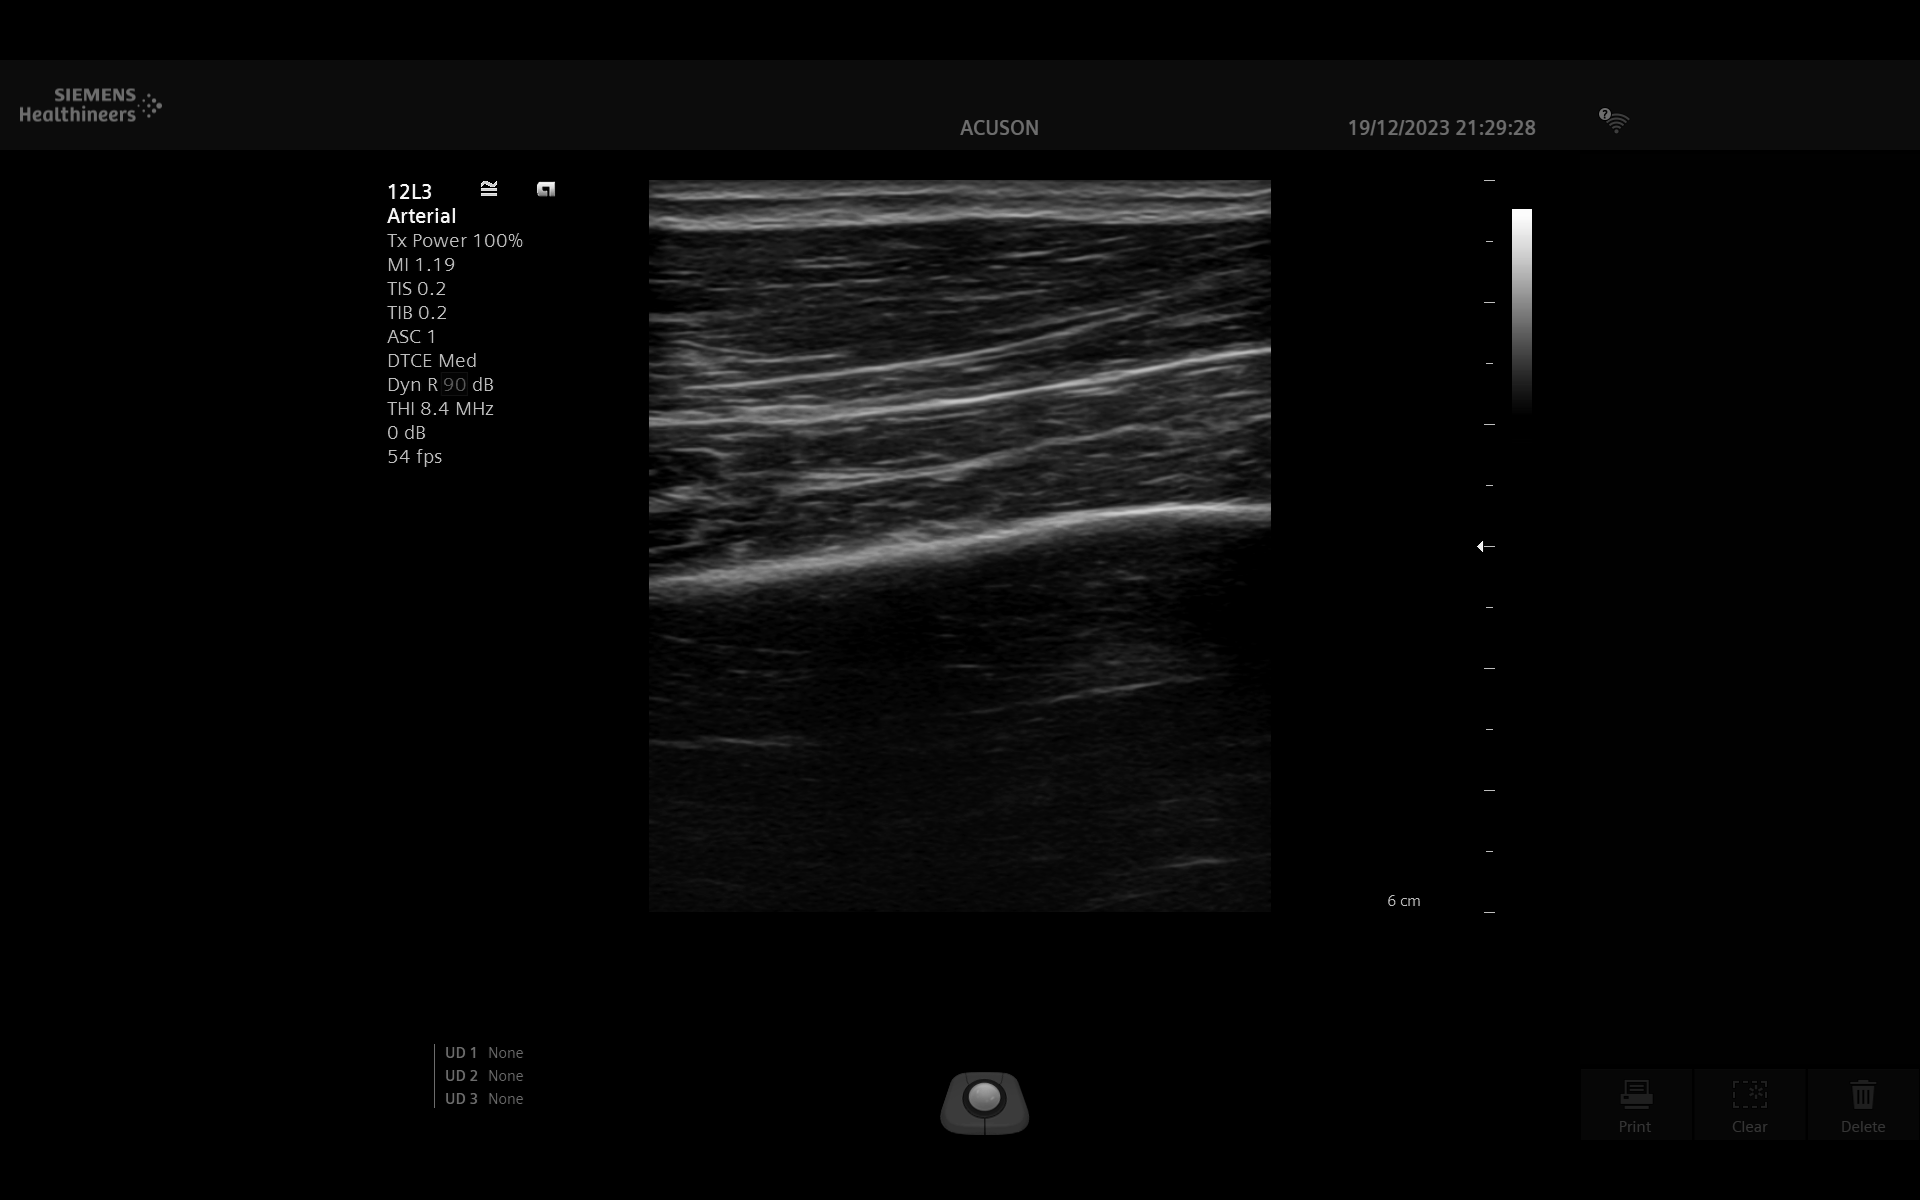 SIEMENS
Healthineers
ACUSON
19/12/2023 21:29:28
12L3
Arterial
Tx Power 100%
MI 1.19
TIS 0.2
TIB 0.2
ASC 1
DTCE Med
Dyn R 90 dB
THI 8.4 MHz
0 dB
54 fps
6 cm
UD 1 None
UD 2 None
UD 3 None
Print
Clear
Delete